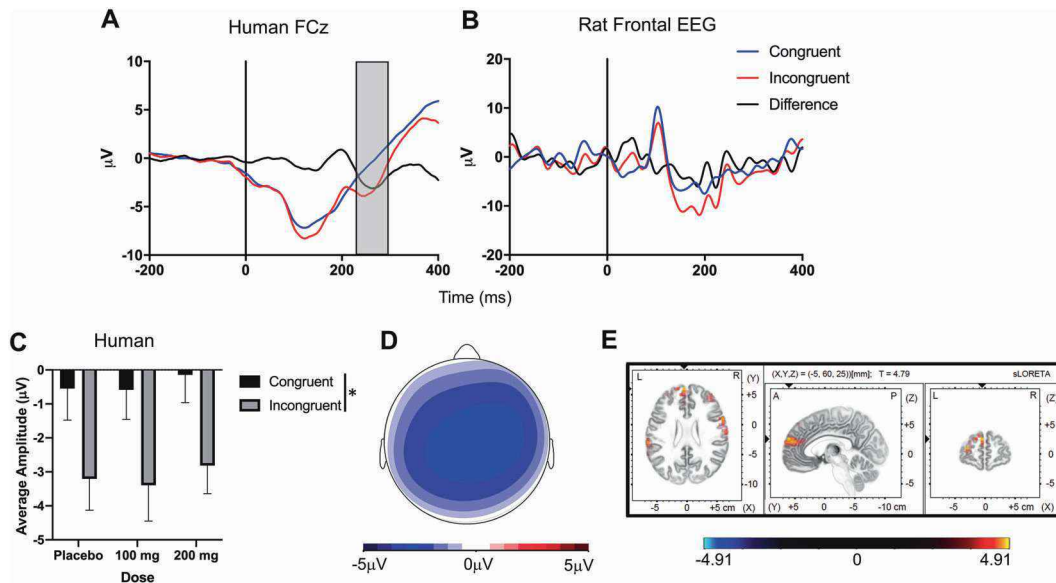 A
Human FCz
10
5
0
-5
-10
μV
-200
0
200
400
B
Rat Frontal EEG
20
10
0
-10
-20
μV
-200
0
200
400
Congruent
Incongruent
Difference
Time (ms)
C
Human
0
-1
-2
-3
-4
-5
Average Amplitude (μV)
Placebo
100 mg
200 mg
Dose
Congruent
Incongruent
*
D
-5μV
0μV
5μV
E
L
R
(Y)
+5
0
-5
-10
-5
0
+5 cm
(X)
(X,Y,Z) = (-5, 60, 25))[mm]; T = 4.79
sLORETA
A
P
(Z)
+5
0
-5
(Y)
+5
0
-5
-10 cm
L
R
(Z)
+5
0
-5
-5
0
+5 cm
(X)
-4.91
0
4.91